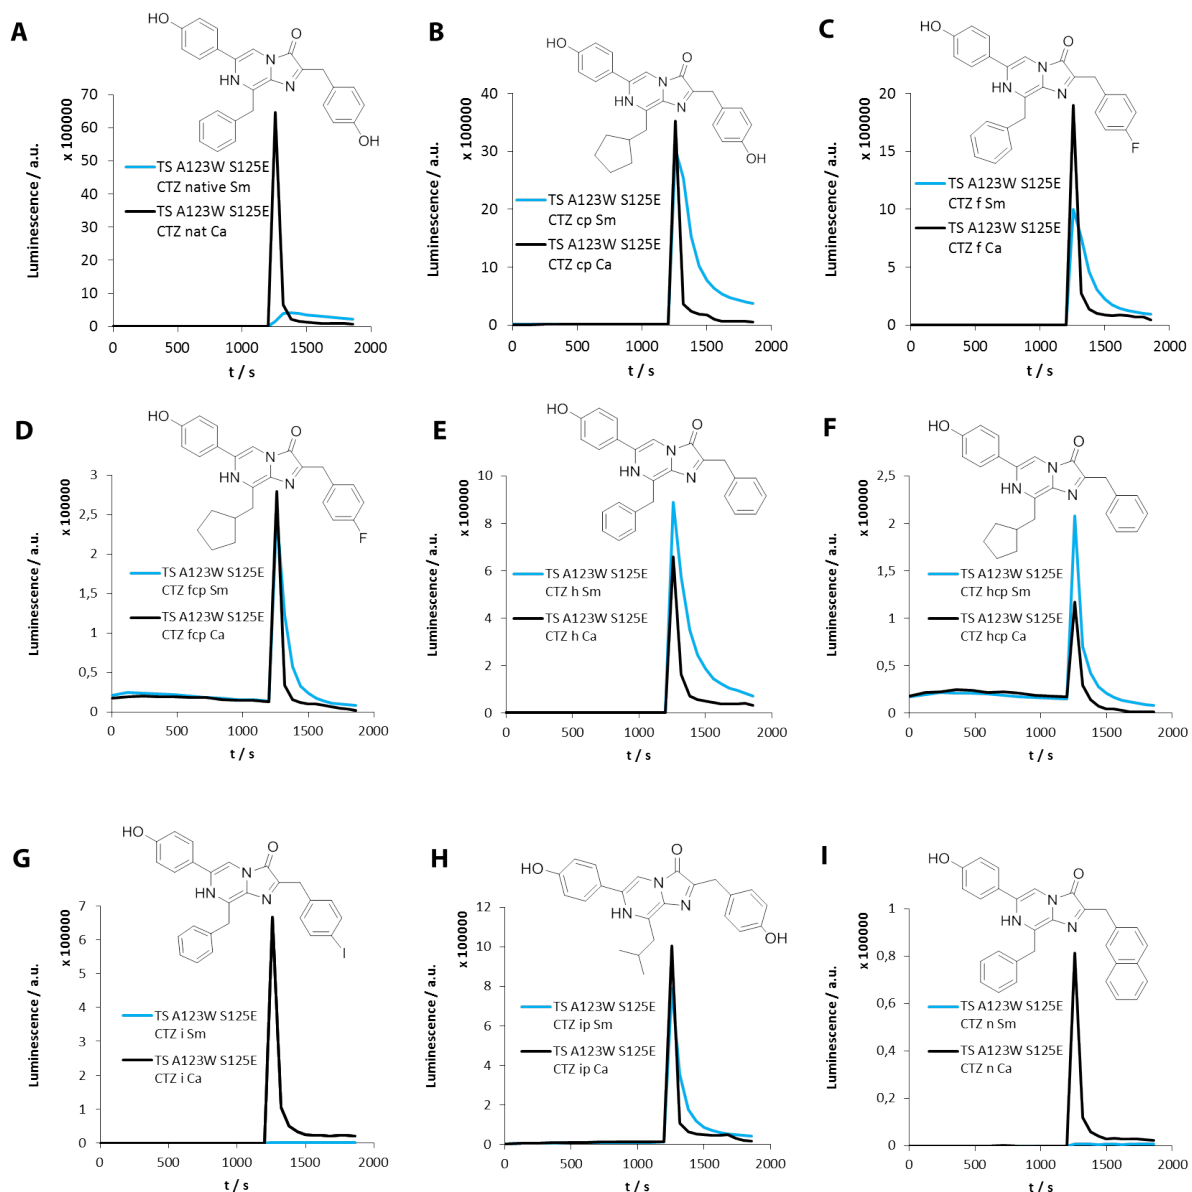 A
HO
O
N
HN
N
OH
x 100000
Luminescence / a.u.
70
60
50
40
30
20
10
0
TS A123W S125E
CTZ native Sm
TS A123W S125E
CTZ nat Ca
0 500 1000 1500 2000
t / s
B
HO
O
N
HN
N
OH
x 100000
Luminescence / a.u.
40
30
20
10
0
TS A123W S125E
CTZ cp Sm
TS A123W S125E
CTZ cp Ca
0 500 1000 1500 2000
t / s
C
HO
O
N
HN
N
F
x 100000
Luminescence / a.u.
20
15
10
5
0
TS A123W S125E
CTZ f Sm
TS A123W S125E
CTZ f Ca
0 500 1000 1500 2000
t / s
D
HO
O
N
HN
N
F
x 100000
Luminescence / a.u.
3
2,5
2
1,5
1
0,5
0
TS A123W S125E
CTZ fcp Sm
TS A123W S125E
CTZ fcp Ca
0 500 1000 1500 2000
t / s
E
HO
O
N
HN
N
x 100000
Luminescence / a.u.
10
8
6
4
2
0
TS A123W S125E
CTZ h Sm
TS A123W S125E
CTZ h Ca
0 500 1000 1500 2000
t / s
F
HO
O
N
HN
N
x 100000
Luminescence / a.u.
2,5
2
1,5
1
0,5
0
TS A123W S125E
CTZ hcp Sm
TS A123W S125E
CTZ hcp Ca
0 500 1000 1500 2000
t / s
G
HO
O
N
HN
N
I
x 100000
Luminescence / a.u.
7
6
5
4
3
2
1
0
TS A123W S125E
CTZ i Sm
TS A123W S125E
CTZ i Ca
0 500 1000 1500 2000
t / s
H
HO
O
N
HN
N
OH
x 100000
Luminescence / a.u.
12
10
8
6
4
2
0
TS A123W S125E
CTZ ip Sm
TS A123W S125E
CTZ ip Ca
0 500 1000 1500 2000
t / s
I
HO
O
N
HN
N
x 100000
Luminescence / a.u.
1
0,8
0,6
0,4
0,2
0
TS A123W S125E
CTZ n Sm
TS A123W S125E
CTZ n Ca
0 500 1000 1500 2000
t / s